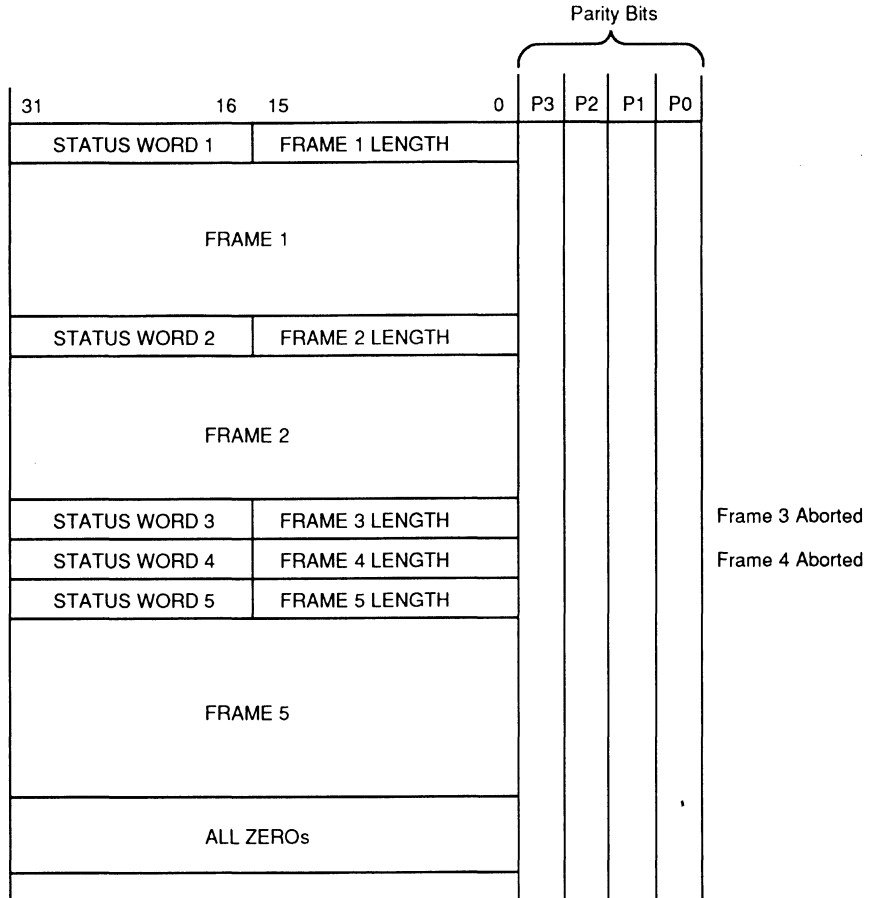 Parity Bits
31 16 15 0 P3 P2 P1 P0
STATUS WORD 1 FRAME 1 LENGTH
FRAME 1
STATUS WORD 2 FRAME 2 LENGTH
FRAME 2
STATUS WORD 3 FRAME 3 LENGTH Frame 3 Aborted
STATUS WORD 4 FRAME 4 LENGTH Frame 4 Aborted
STATUS WORD 5 FRAME 5 LENGTH
FRAME 5
ALL ZEROs